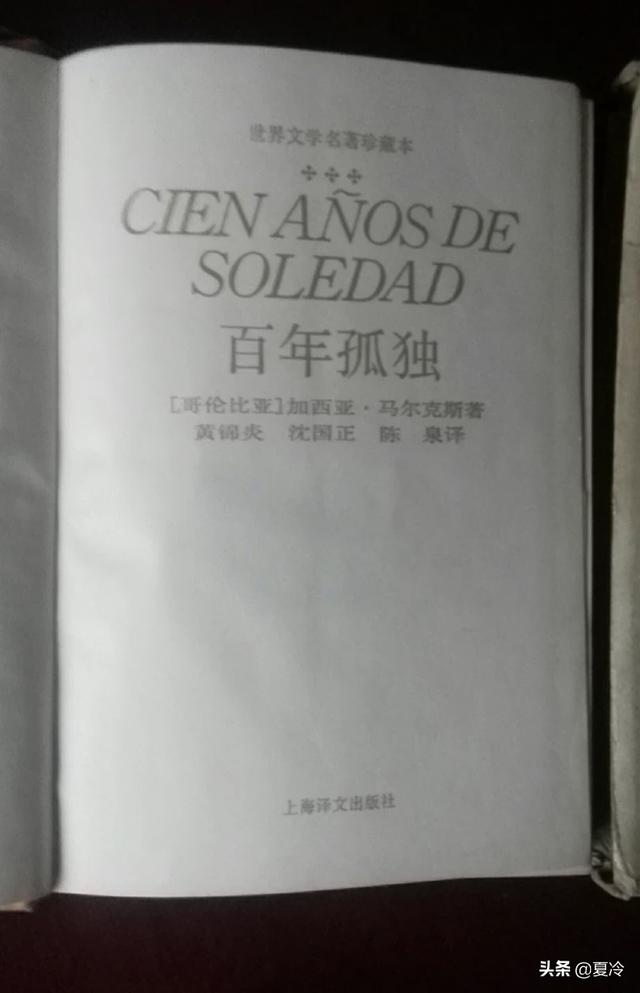 世界文学名著珍藏本
CIEN AÑOS DE
SOLEDAD
百年孤独
[哥伦比亚]加西亚·马尔克斯著
黄锦炎 沈国正 陈 泉译
上海译文出版社
头条 @夏冷